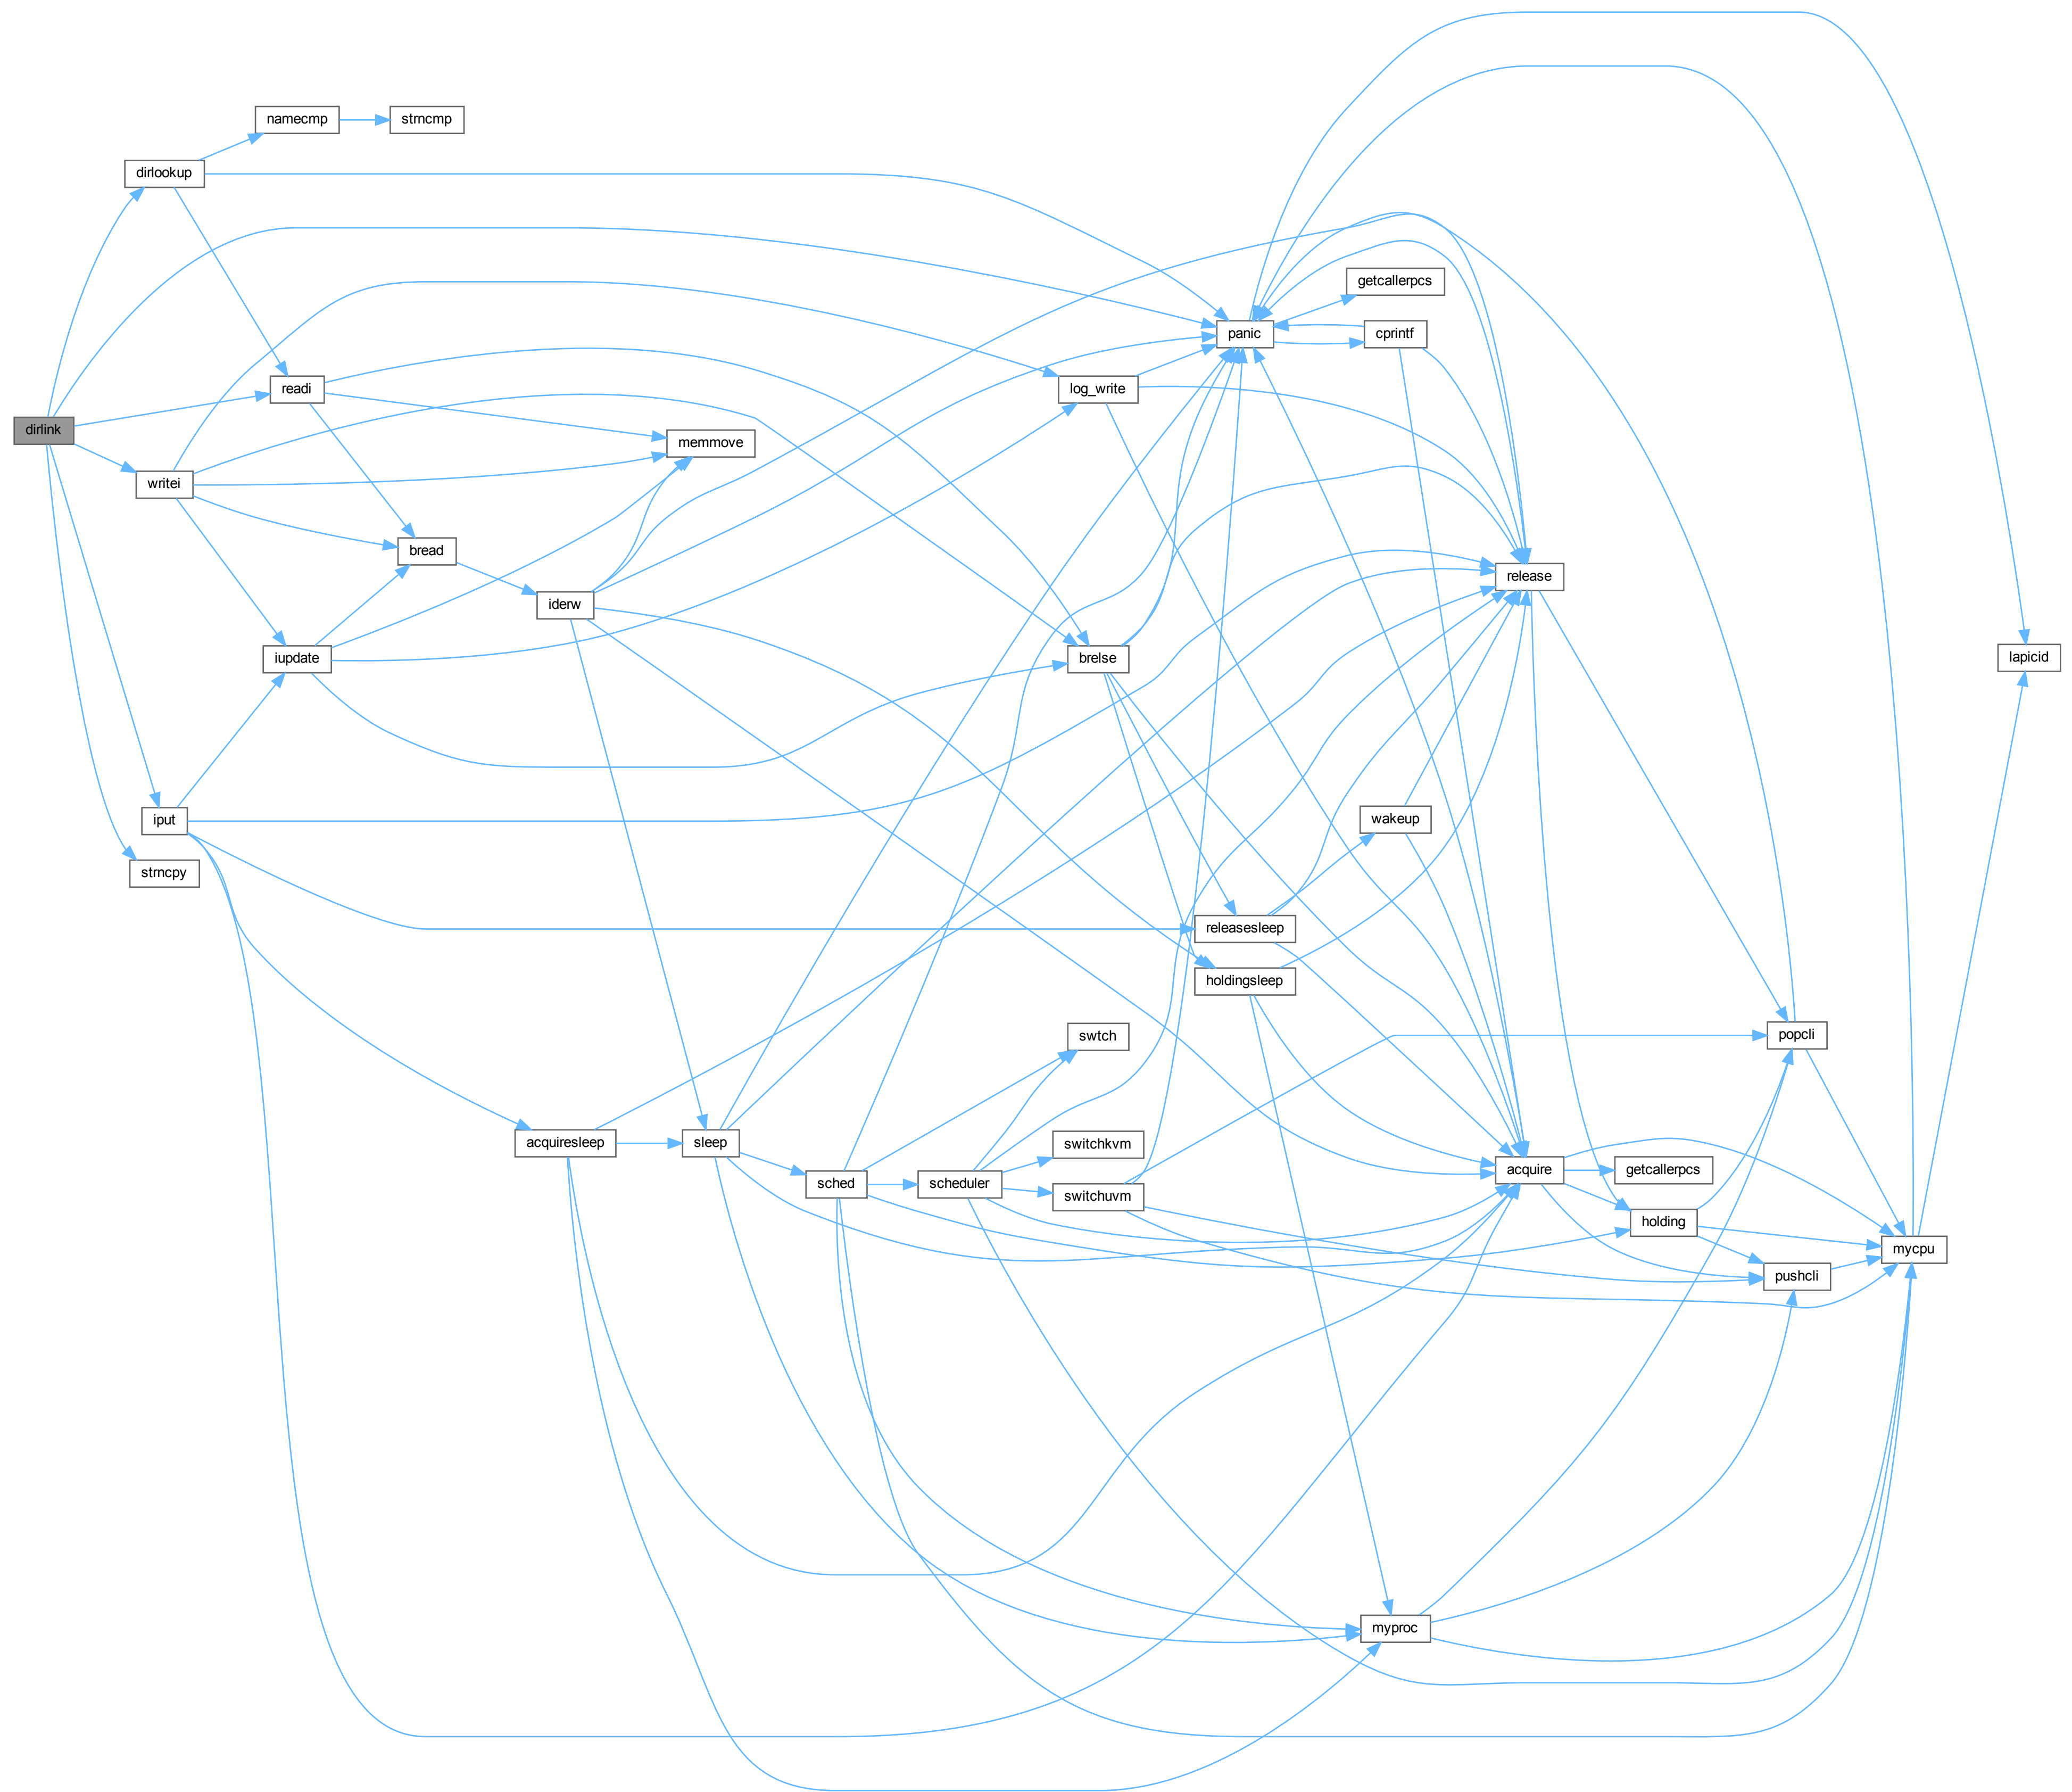 namecmp
strncmp
dirlookup
getcallerpcs
panic
cprintf
readi
log_write
dirlink
memmove
writei
bread
release
iderw
iupdate
brelse
lapicid
iput
wakeup
strncpy
releasesleep
holdingsleep
swtch
popcli
acquiresleep
sleep
switchkvm
sched
scheduler
switchuvm
acquire
getcallerpcs
holding
mycpu
pushcli
myproc